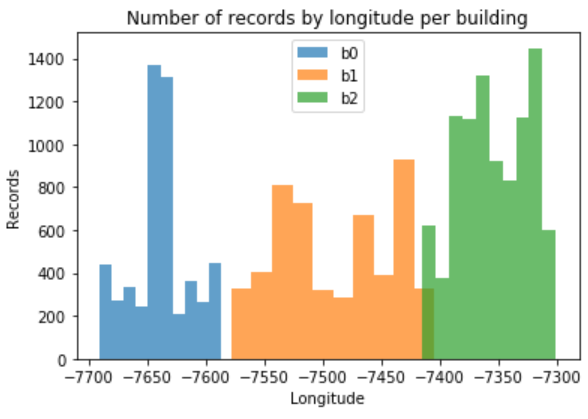 Number of records by longitude per building
b0
b1
b2
1400
1200
1000
800
600
400
200
0
Records
−7700 −7650 −7600 −7550 −7500 −7450 −7400 −7350 −7300
Longitude